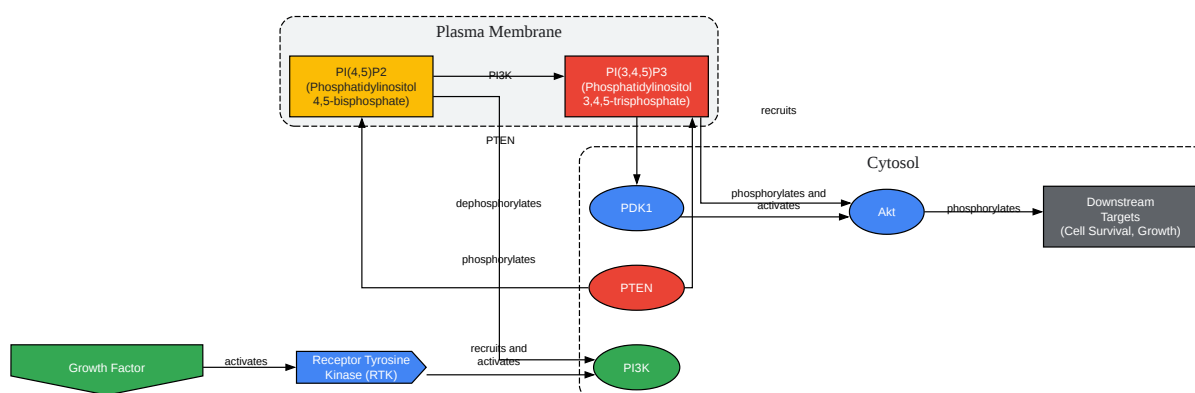 Plasma Membrane
PI(4,5)P2
(Phosphatidylinositol
4,5-bisphosphate)
PI3K
PI(3,4,5)P3
(Phosphatidylinositol
3,4,5-trisphosphate)
recruits
PTEN
Cytosol
dephosphorylates
PDK1
phosphorylates and
activates
Akt
phosphorylates
Downstream
Targets
(Cell Survival, Growth)
phosphorylates
PTEN
Growth Factor
activates
Receptor Tyrosine
Kinase (RTK)
recruits and
activates
PI3K